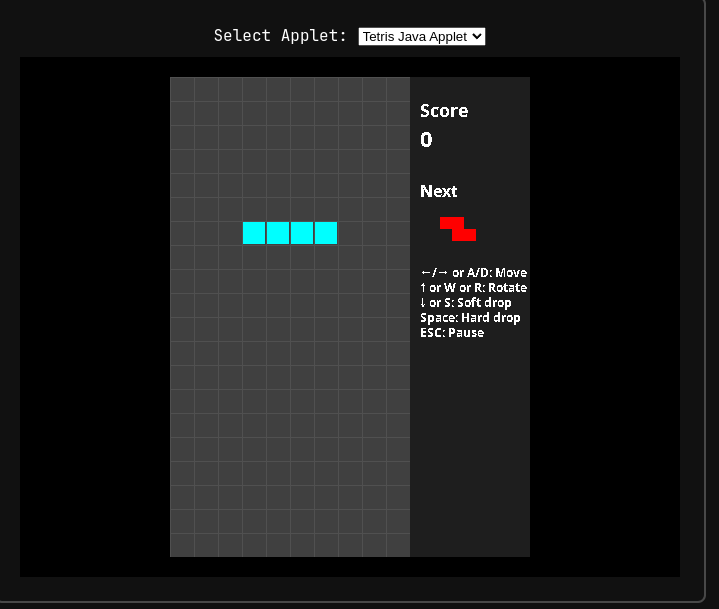 Select Applet: Tetris Java Applet
Score
0
Next
←/→ or A/D: Move
↑ or W or R: Rotate
↓ or S: Soft drop
Space: Hard drop
ESC: Pause